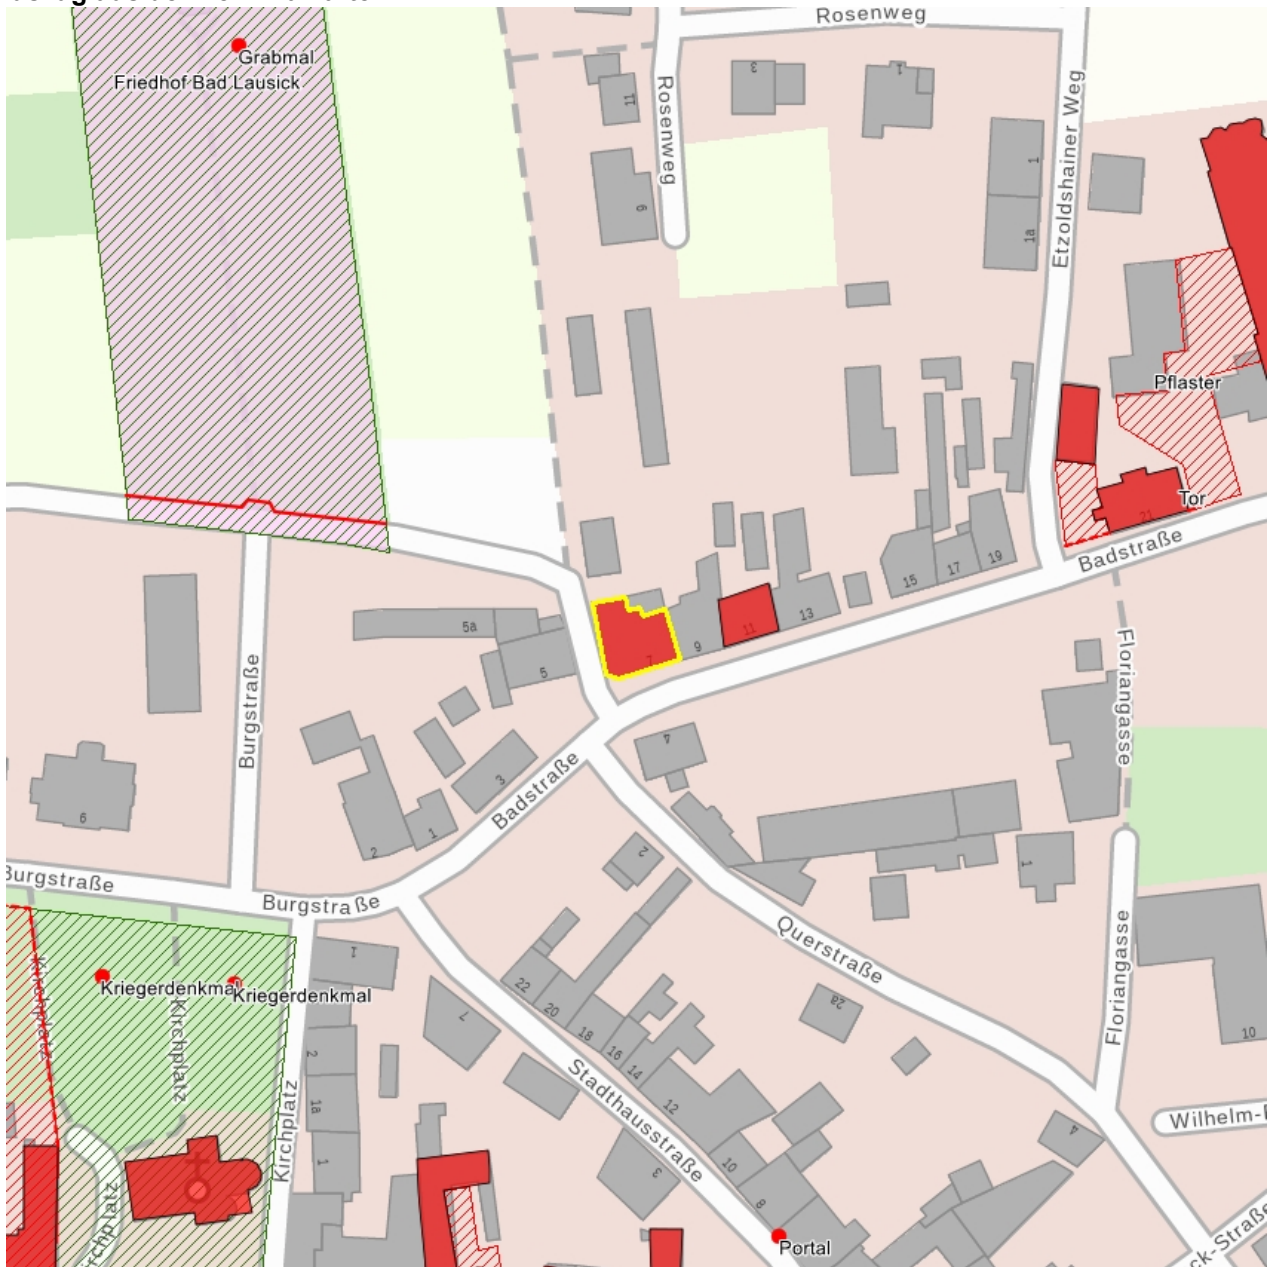 Rosenweg
Grabmal
Friedhof Bad Lausick
11
Rosenweg
3
1
Etzoldshainer Weg
1
9
1a
Pflaster
Tor
21
Badstraße
15
17
19
13
11
9
7
5a
5
Burgstraße
Floriangasse
4
3
Badstraße
6
1
2
2
1
Burgstraße
Burgstraße
Querstraße
Floriangasse
Kirchplatz
Kriegerdenkmal
Kriegerdenkmal
Kirchplatz
1
22
20
7
18
16
14
2a
10
2
Stadthausstraße
12
1a
Kirchplatz
Wilhelm-
4
1
10
3
8
Portal
ck-Straße